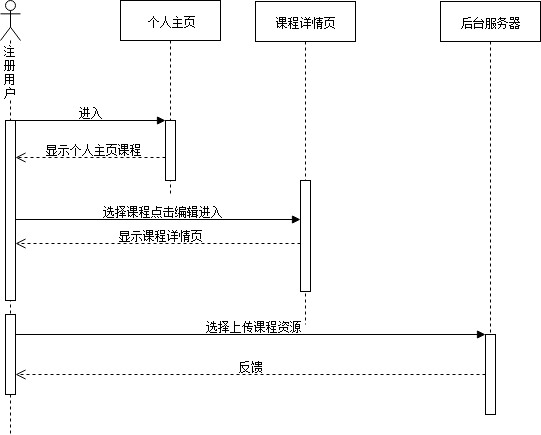 个人主页
课程详情页
后台服务器
注册用户
进入
显示个人主页课程
选择课程点击编辑进入
显示课程详情页
选择上传课程资源
反馈